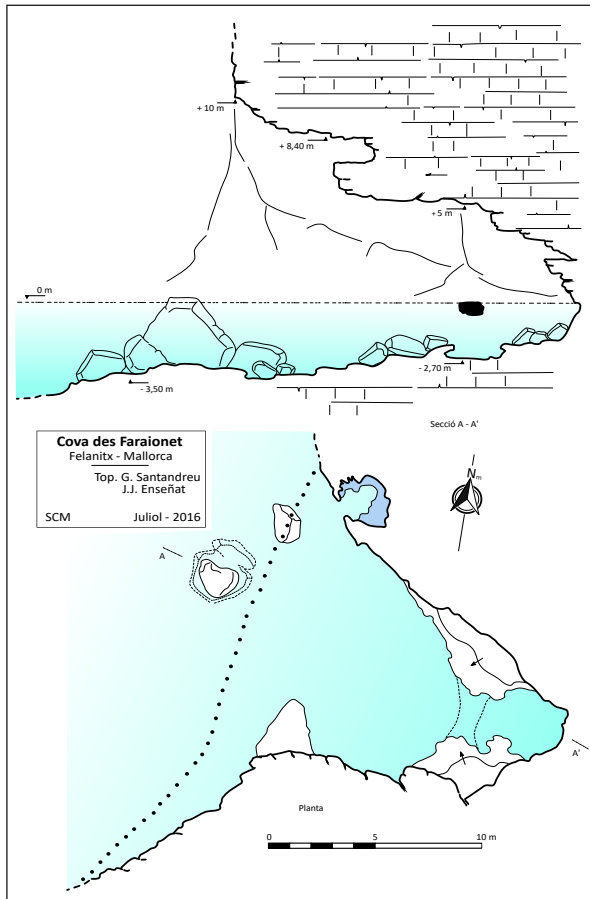 + 10 m
+ 8,40 m
+ 5 m
0 m
- 2,70 m
- 3,50 m
Secció A - A'
Cova des Faraionet
Felanitx - Mallorca
Top. G. Santandreu
J.J. Enseñat
SCM Juliol - 2016
Nm
A
A'
Planta
0 5 10 m